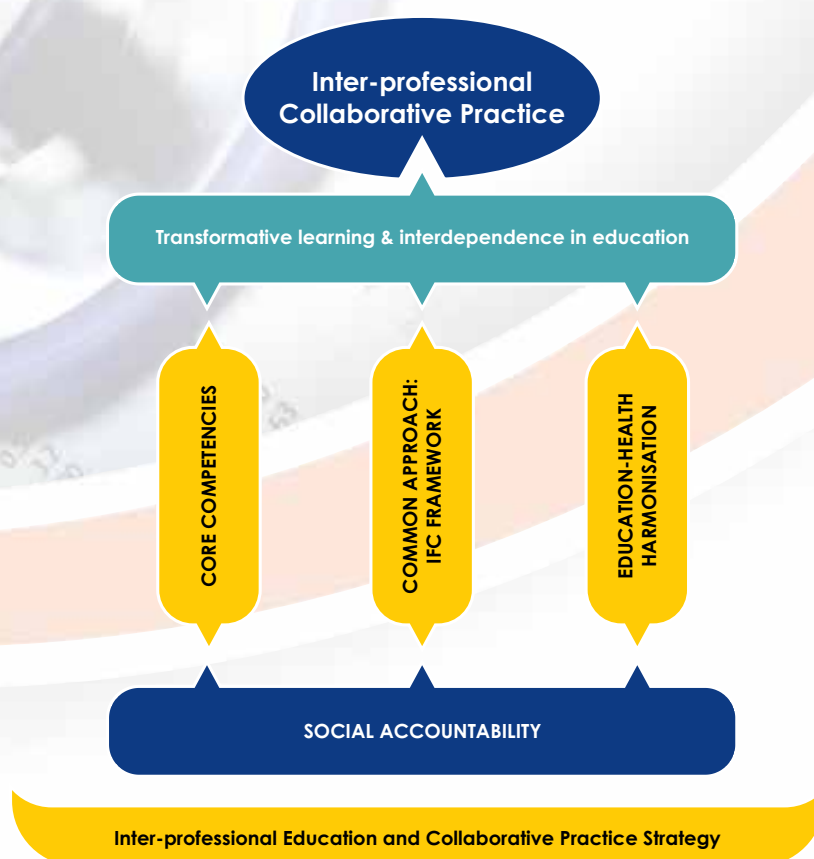 Inter-professional
Collaborative Practice
Transformative learning & interdependence in education
CORE COMPETENCIES
COMMON APPROACH:
IFC FRAMEWORK
EDUCATION-HEALTH
HARMONISATION
SOCIAL ACCOUNTABILITY
Inter-professional Education and Collaborative Practice Strategy